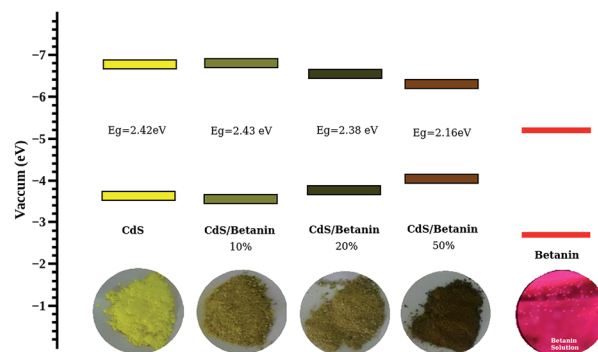 Vaccum (eV)
−7
−6
−5
−4
−3
−2
−1
Eg=2.42eV
Eg=2.43 eV
Eg=2.38 eV
Eg=2.16eV
CdS
CdS/Betanin
10%
CdS/Betanin
20%
CdS/Betanin
50%
Betanin
Betanin
Solution